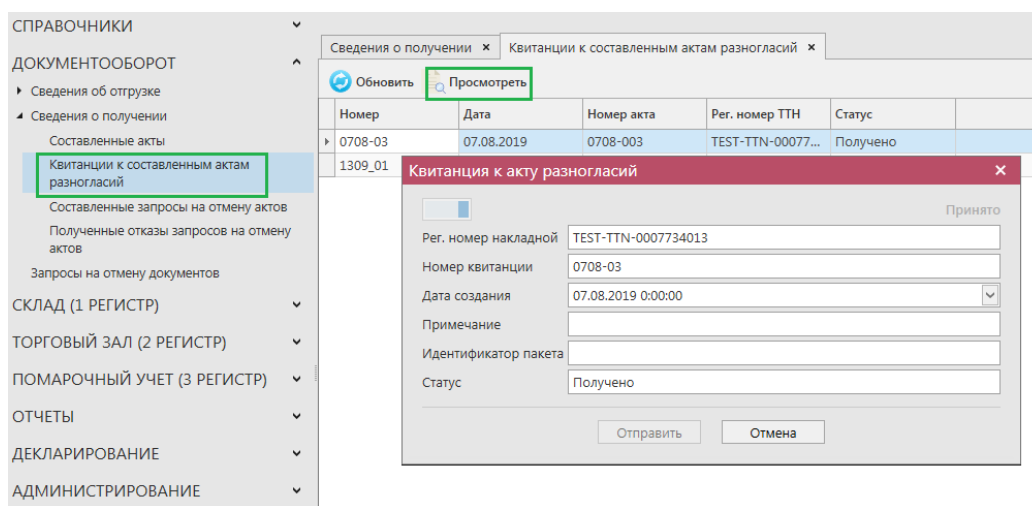 СПРАВОЧНИКИ
ДОКУМЕНТООБОРОТ
Сведения об отгрузке
Сведения о получении
Составленные акты
Квитанции к составленным актам
разногласий
Составленные запросы на отмену актов
Полученные отказы запросов на отмену
актов
Запросы на отмену документов
СКЛАД (1 РЕГИСТР)
ТОРГОВЫЙ ЗАЛ (2 РЕГИСТР)
ПОМАРОЧНЫЙ УЧЕТ (3 РЕГИСТР)
ОТЧЕТЫ
ДЕКЛАРИРОВАНИЕ
АДМИНИСТРИРОВАНИЕ
Сведения о получении × Квитанции к составленным актам разногласий ×
Обновить Просмотреть
Номер Дата Номер акта Рег. номер ТТН Статус
0708-03 07.08.2019 0708-003 TEST-TTN-00077... Получено
1309_01
Квитанция к акту разногласий ×
Принято
Рег. номер накладной TEST-TTN-0007734013
Номер квитанции 0708-03
Дата создания 07.08.2019 0:00:00
Примечание
Идентификатор пакета
Статус Получено
Отправить Отмена